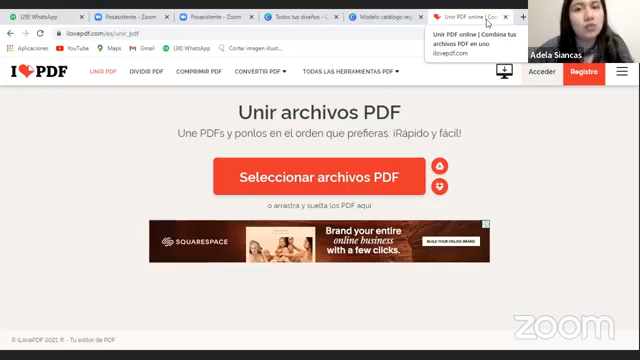 (21) WhatsApp
Posasistente - Zoom
Posasistente - Zoom
Todos tus diseños - C
Modelo catálogo reg
Unir PDF online | Com
ilovepdf.com/es/unir_pdf
Unir PDF online | Combina tus
archivos PDF en uno
ilovepdf.com
Aplicaciones
Gmail
YouTube
Maps
(38) WhatsApp
Cortar imagen ilust...
Adela Siancas
I PDF
UNIR PDF
DIVIDIR PDF
COMPRIMIR PDF
CONVERTIR PDF
TODAS LAS HERRAMIENTAS PDF
Acceder
Registro
Unir archivos PDF
Une PDFs y ponlos en el orden que prefieras. ¡Rápido y fácil!
Seleccionar archivos PDF
o arrastra y suelta los PDF aquí
SQUARESPACE
Brand your entire
online business
with a few clicks.
BUILD YOUR ONLINE BRAND
zoom
© iLovePDF 2021 ® - Tu editor de PDF